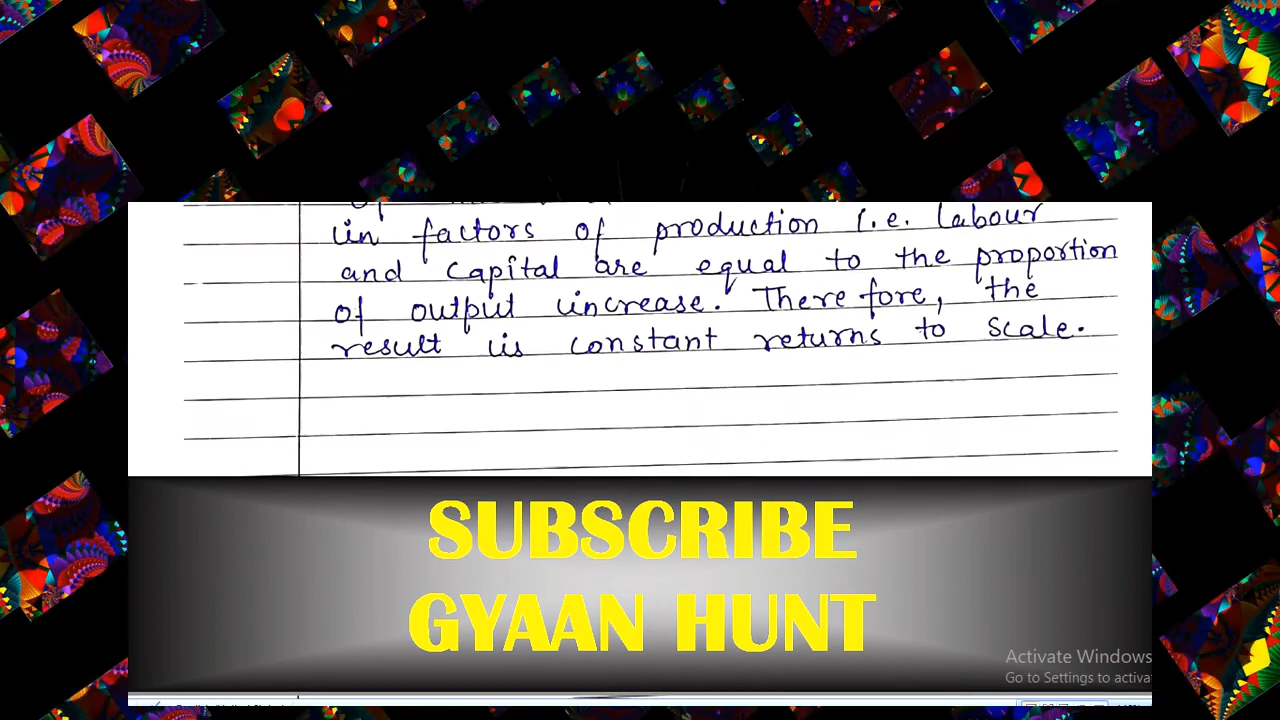 in factors of production i.e. labour
and capital are equal to the proportion
of output increase. Therefore, the
result is constant returns to scale.
SUBSCRIBE
GYAAN HUNT
Activate Windows
Go to Settings to activa